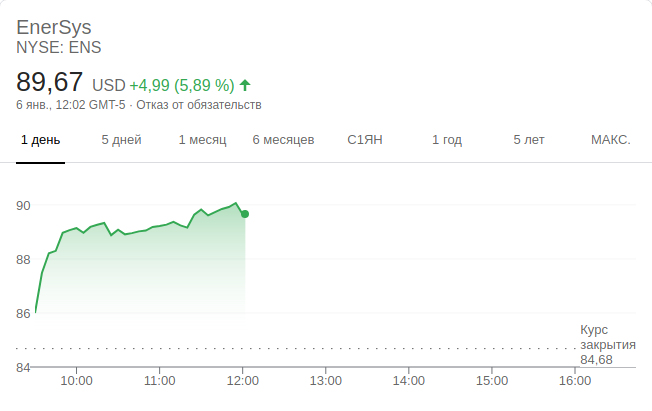 EnerSys
NYSE: ENS
89,67 USD +4,99 (5,89 %)
6 янв., 12:02 GMT-5 · Отказ от обязательств
1 день 5 дней 1 месяц 6 месяцев С1ЯН 1 год 5 лет МАКС.
90
88
86
Курс
закрытия
84,68
84
10:00 11:00 12:00 13:00 14:00 15:00 16:00